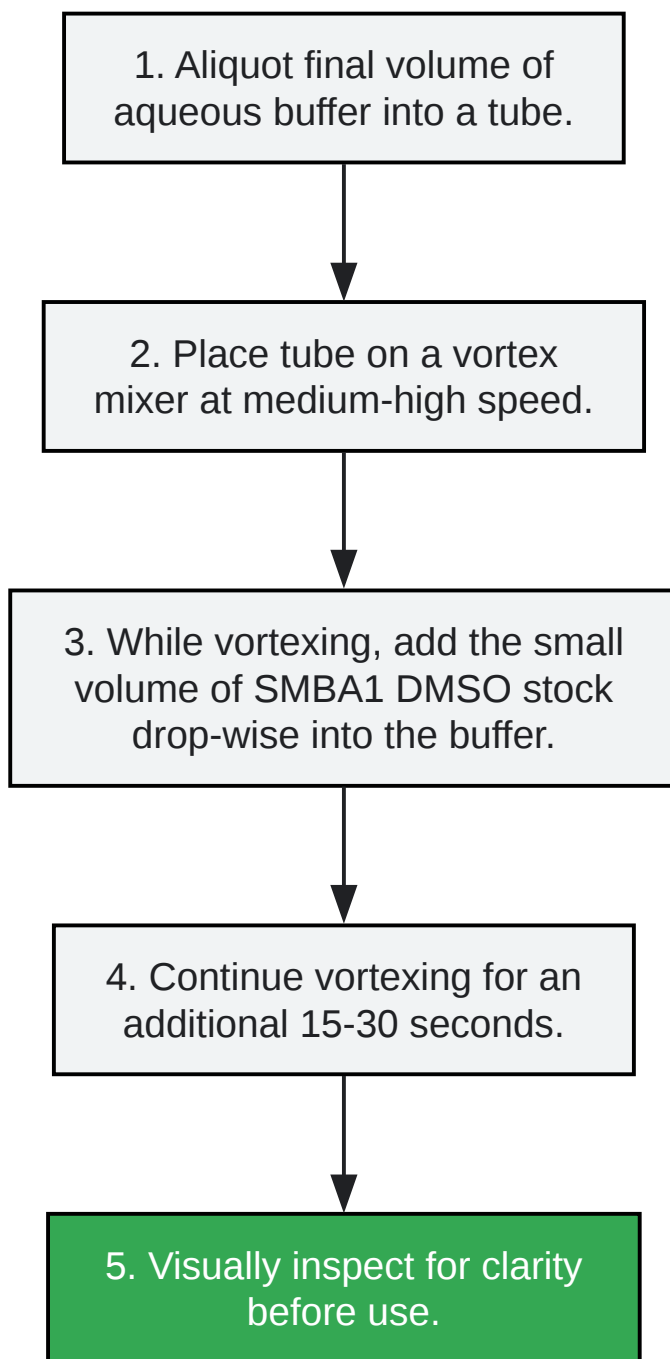 1. Aliquot final volume of
aqueous buffer into a tube.
2. Place tube on a vortex
mixer at medium-high speed.
3. While vortexing, add the small
volume of SMBA1 DMSO stock
drop-wise into the buffer.
4. Continue vortexing for an
additional 15-30 seconds.
5. Visually inspect for clarity
before use.